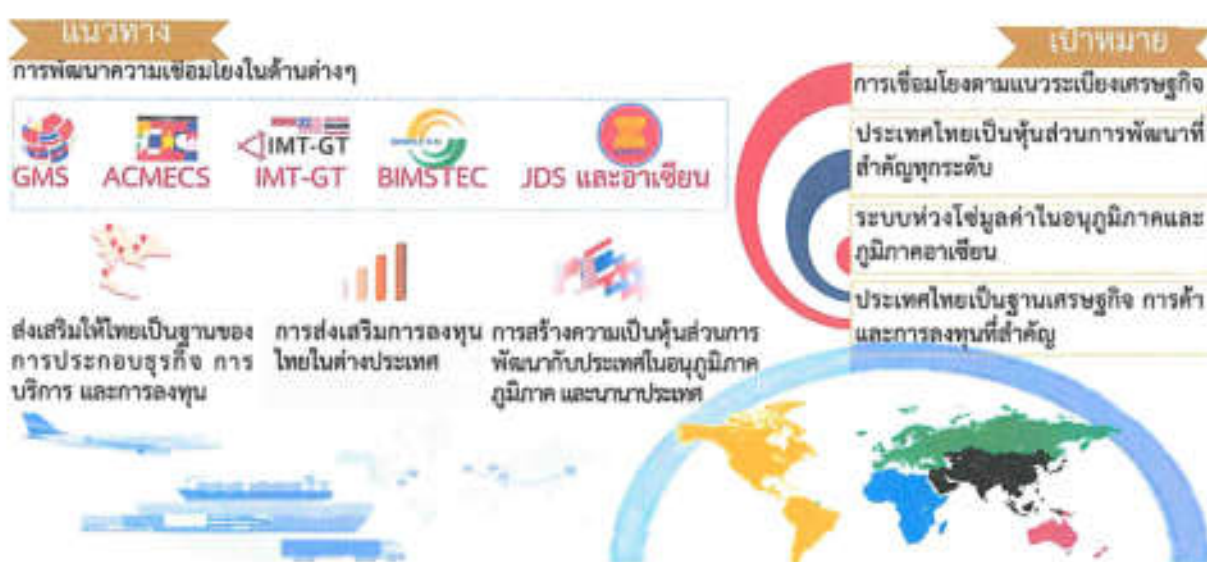 แนวทาง
การพัฒนาความเชื่อมโยงในด้านต่างๆ
IMT-GT
GMS ACMECS IMT-GT BIMSTEC JDS และอาเซียน
ส่งเสริมให้ไทยเป็นฐานของ
การประกอบธุรกิจ การ
บริการ และการลงทุน
การส่งเสริมการลงทุน
ไทยในต่างประเทศ
การสร้างความเป็นหุ้นส่วนการ
พัฒนากับประเทศในอนุภูมิภาค
ภูมิภาค และนานาประเทศ
เป้าหมาย
การเชื่อมโยงตามแนวระเบียงเศรษฐกิจ
ประเทศไทยเป็นหุ้นส่วนการพัฒนาที่
สำคัญทุกระดับ
ระบบห่วงโซ่มูลค่าในอนุภูมิภาคและ
ภูมิภาคอาเซียน
ประเทศไทยเป็นฐานเศรษฐกิจ การค้า
และการลงทุนที่สำคัญ